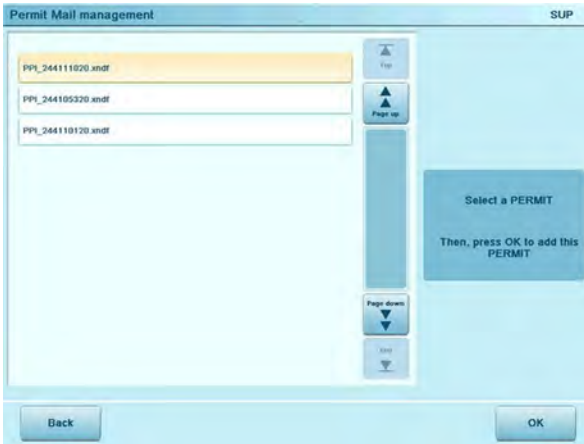 Permit Mail management
SUP
PPI_244111020.xndf
PPI_244105320.xndf
PPI_244110120.xndf
Top
Page up
Select a PERMIT
Then, press OK to add this
PERMIT
Page down
End
Back
OK